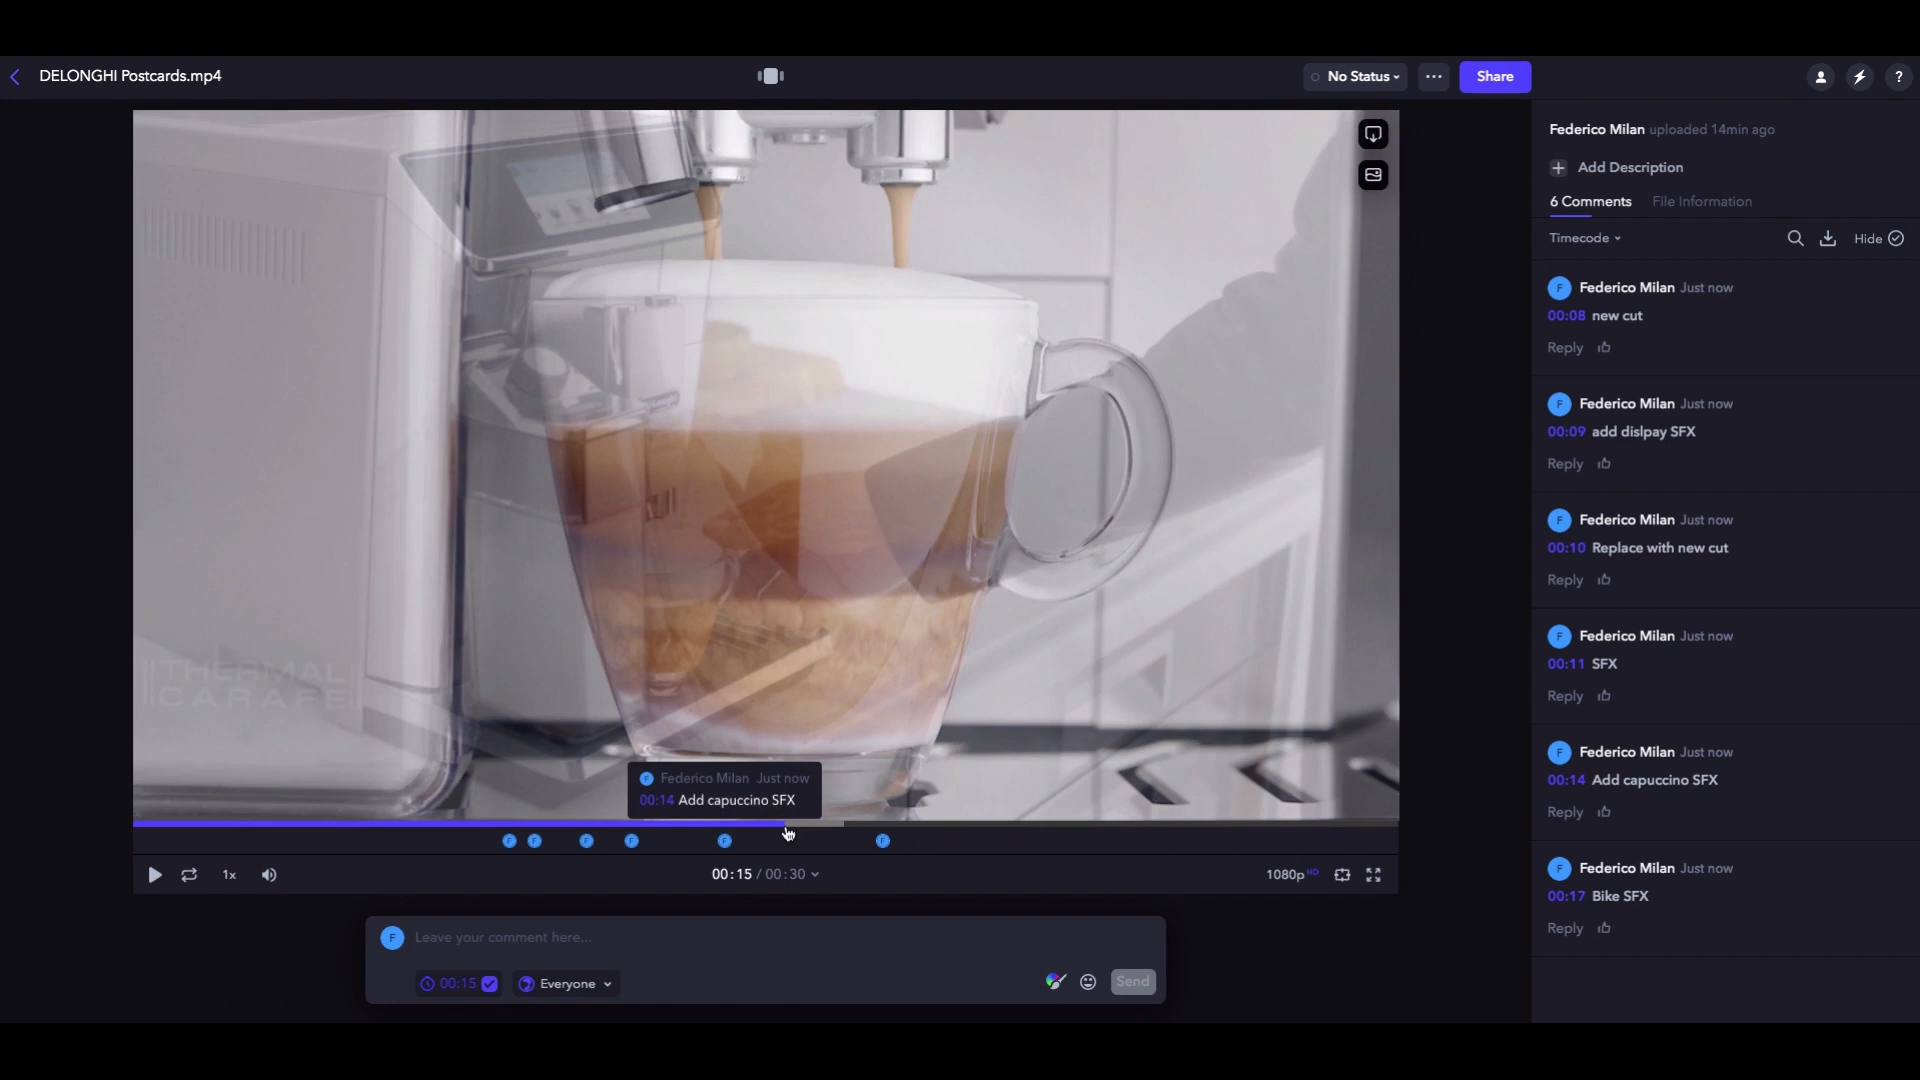 DELONGHI Postcards.mp4
No Status
Share
?
Federico Milan uploaded 14min ago
Add Description
6 Comments File Information
Timecode
Hide
F Federico Milan Just now
00:08 new cut
Reply
F Federico Milan Just now
00:09 add dislpay SFX
Reply
F Federico Milan Just now
00:10 Replace with new cut
Reply
F Federico Milan Just now
00:11 SFX
Reply
F Federico Milan Just now
00:14 Add capuccino SFX
Reply
F Federico Milan Just now
00:17 Bike SFX
Reply
THERMAL
CARAFE
F Federico Milan Just now
00:14 Add capuccino SFX
F F F F F F
1x
00:15 / 00:30
1080p HD
F Leave your comment here...
00:15
Everyone
Send